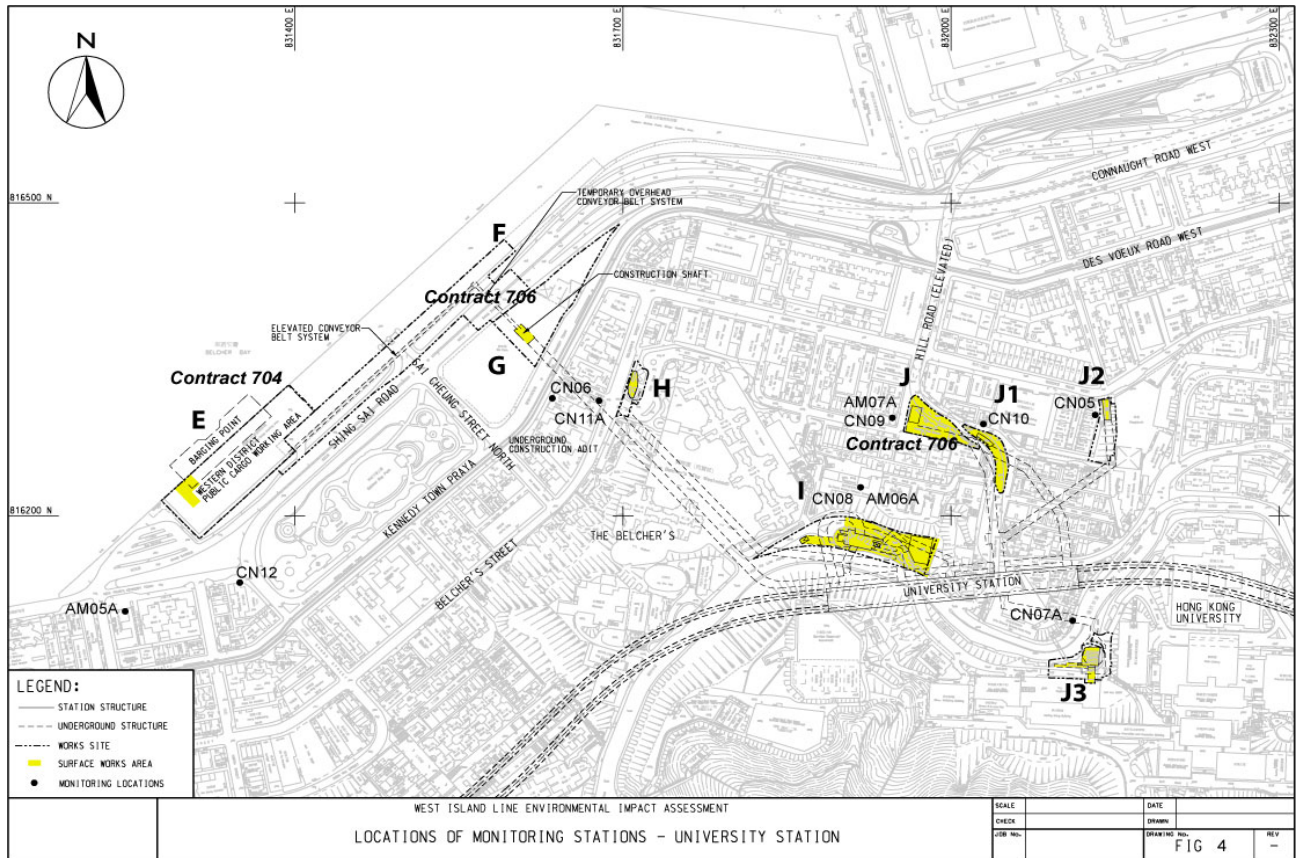 831400 E
831700 E
832000 E
832300 E
N
816500 N
CONNAUGHT ROAD WEST
TEMPORARY OVERHEAD
CONVEYOR BELT SYSTEM
F
DES VOEUX ROAD WEST
HILL ROAD (ELEVATED)
CONSTRUCTION SHAFT
Contract 706
ELEVATED CONVEYOR
BELT SYSTEM
BELCHER BAY
G
Contract 704
SHING SAI ROAD
SAI CHEUNG STREET NORTH
E
BARGING POINT
WESTERN DISTRICT
PUBLIC CARGO WORKING AREA
CN06
CN11A
H
UNDERGROUND
CONSTRUCTION ADIT
J
J1
J2
AM07A
CN09
CN10
CN05
Contract 706
KENNEDY TOWN PRAYA
BELCHER'S STREET
THE BELCHER'S
I
CN08
AM06A
816200 N
UNIVERSITY STATION
HONG KONG
UNIVERSITY
CN12
AM05A
CN07A
J3
LEGEND:
STATION STRUCTURE
UNDERGROUND STRUCTURE
WORKS SITE
SURFACE WORKS AREA
MONITORING LOCATIONS
WEST ISLAND LINE ENVIRONMENTAL IMPACT ASSESSMENT
LOCATIONS OF MONITORING STATIONS - UNIVERSITY STATION
SCALE
DATE
CHECK
DRAWN
JOB No.
DRAWING No.
FIG 4
REV
-